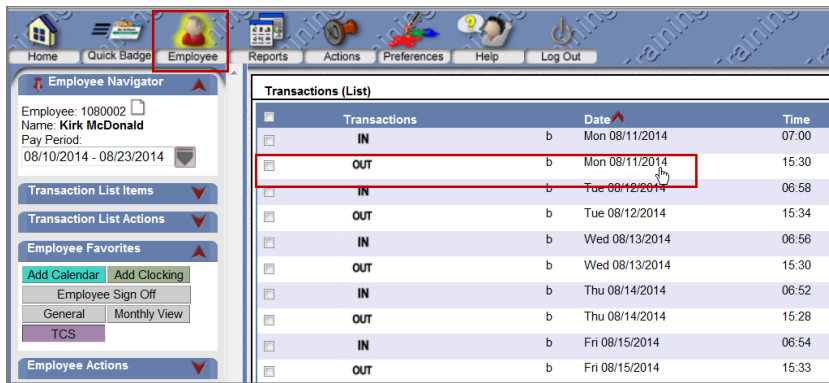 Home Quick Badge Employee Reports Actions Preferences Help Log Out
Employee Navigator
Employee: 1080002
Name: Kirk McDonald
Pay Period:
08/10/2014 - 08/23/2014
Transaction List Items
Transaction List Actions
Employee Favorites
Add Calendar Add Clocking
Employee Sign Off
General Monthly View
TCS
Employee Actions
Transactions (List)
Transactions Date Time
IN b Mon 08/11/2014 07:00
OUT b Mon 08/11/2014 15:30
IN b Tue 08/12/2014 06:58
OUT b Tue 08/12/2014 15:34
IN b Wed 08/13/2014 06:56
OUT b Wed 08/13/2014 15:30
IN b Thu 08/14/2014 06:52
OUT b Thu 08/14/2014 15:28
IN b Fri 08/15/2014 06:54
OUT b Fri 08/15/2014 15:33